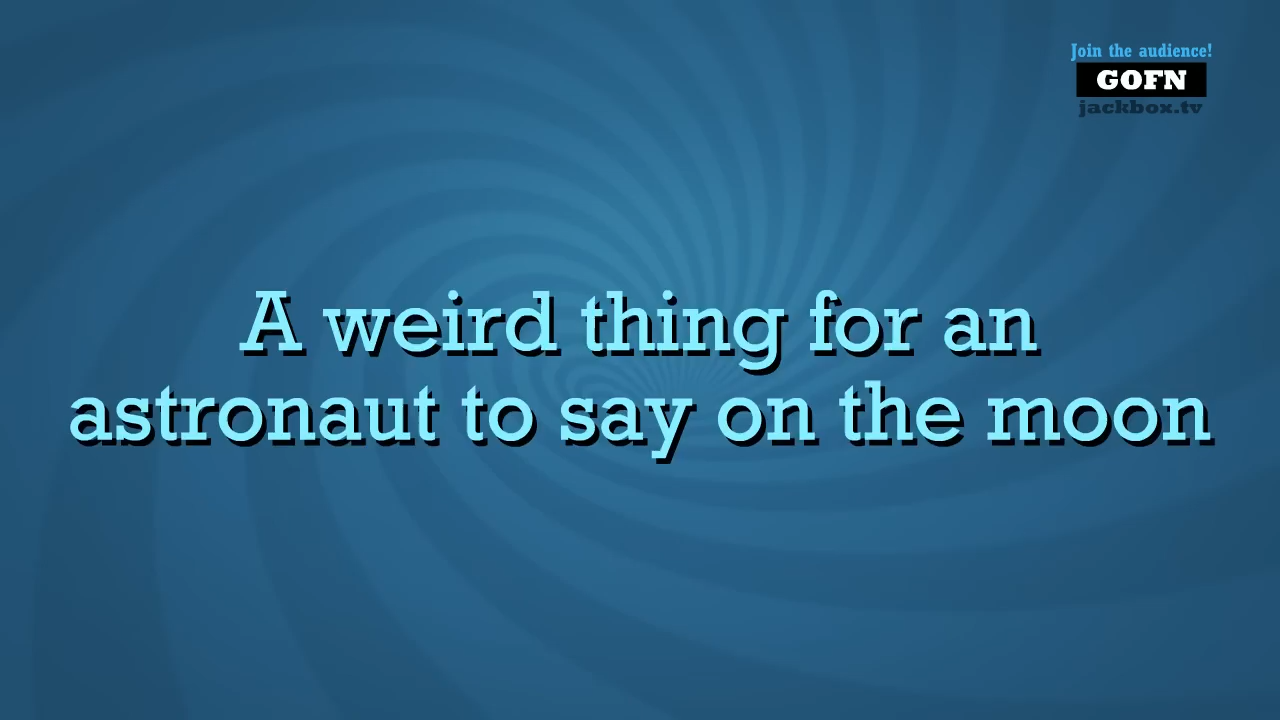 Join the audience!
GOFN
jackbox.tv
A weird thing for an
astronaut to say on the moon